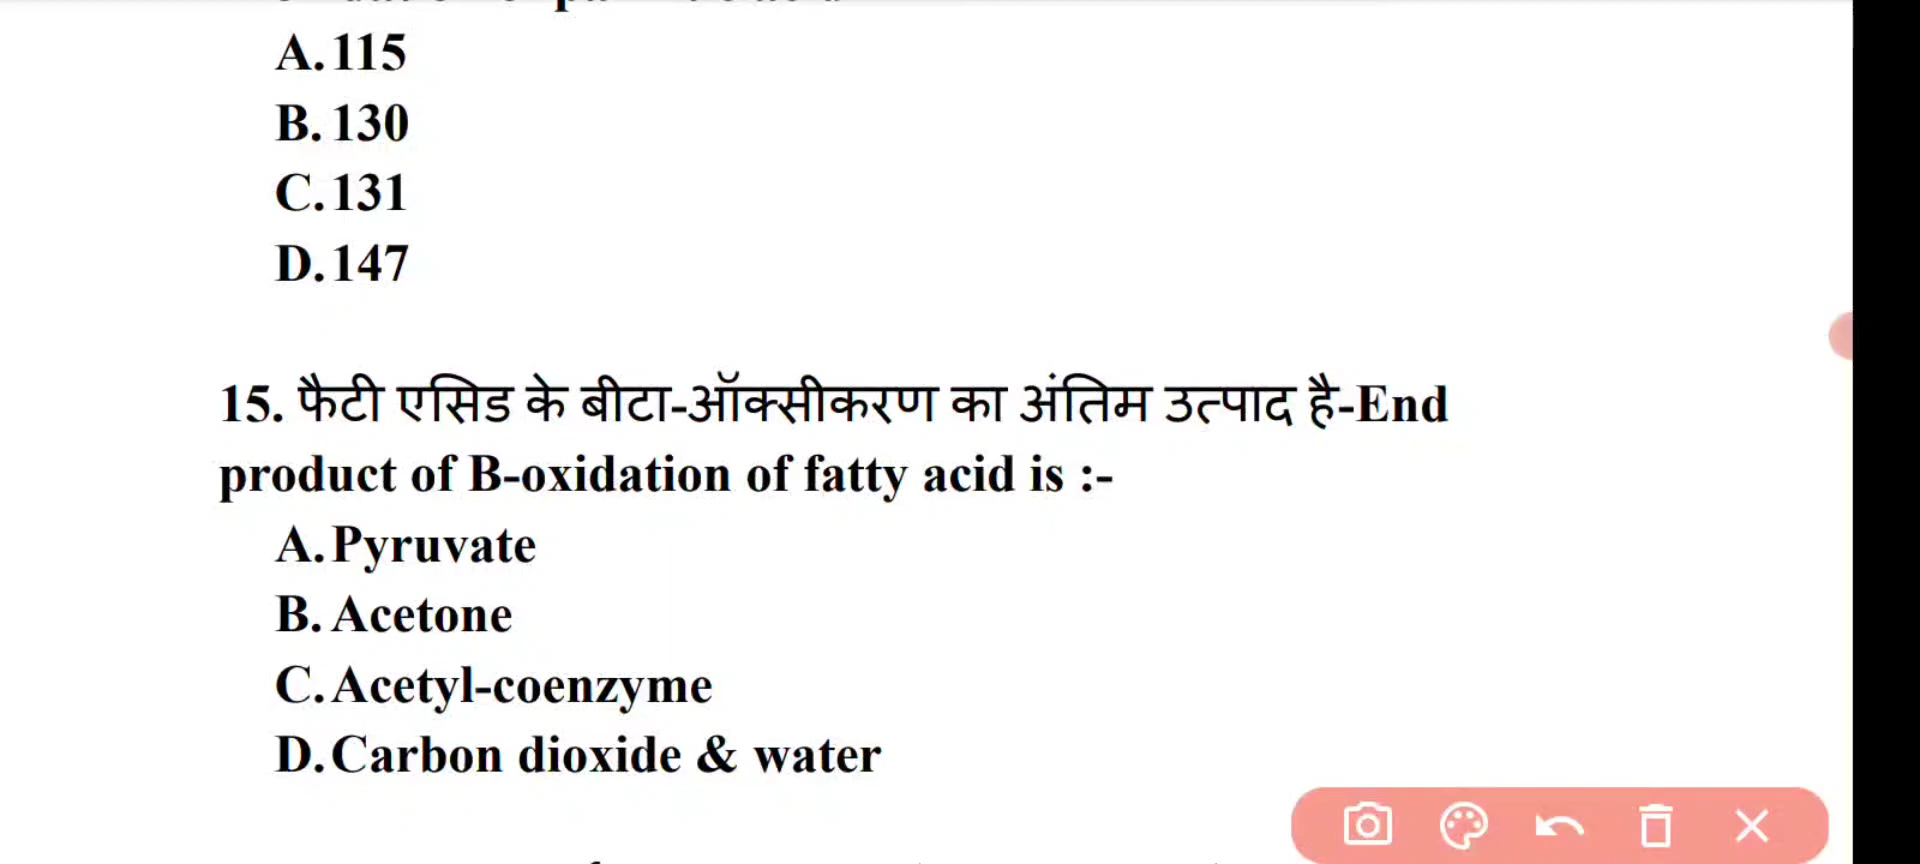 A. 115
B. 130
C. 131
D. 147
15. फैटी एसिड के बीटा-ऑक्सीकरण का अंतिम उत्पाद है-End
product of B-oxidation of fatty acid is :-
A. Pyruvate
B. Acetone
C. Acetyl-coenzyme
D. Carbon dioxide & water